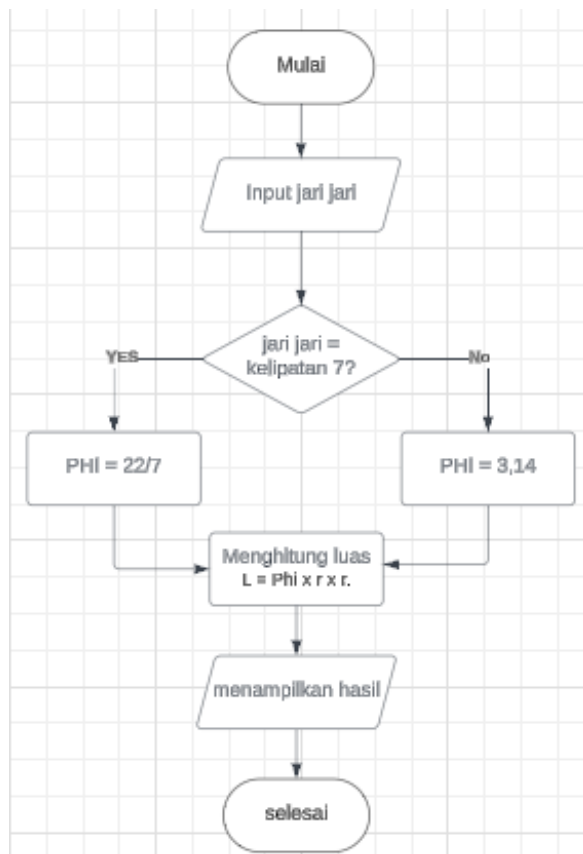 Mulai
Input jari jari
jari jari =
kelipatan 7?
YES
No
PHI = 22/7
PHI = 3,14
Menghitung luas
L = Phi x r x r.
menampilkan hasil
selesai